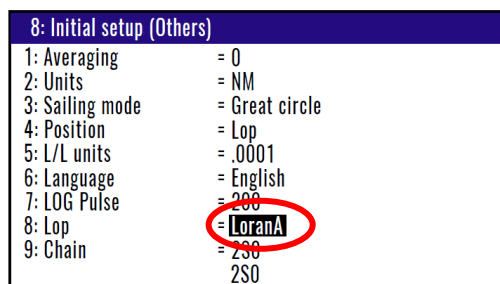 8: Initial setup (Others)
1: Averaging = 0
2: Units = NM
3: Sailing mode = Great circle
4: Position = Lop
5: L/L units = .0001
6: Language = English
7: LOG Pulse = 200
8: Lop = LoranA
9: Chain = 2S0
2S0